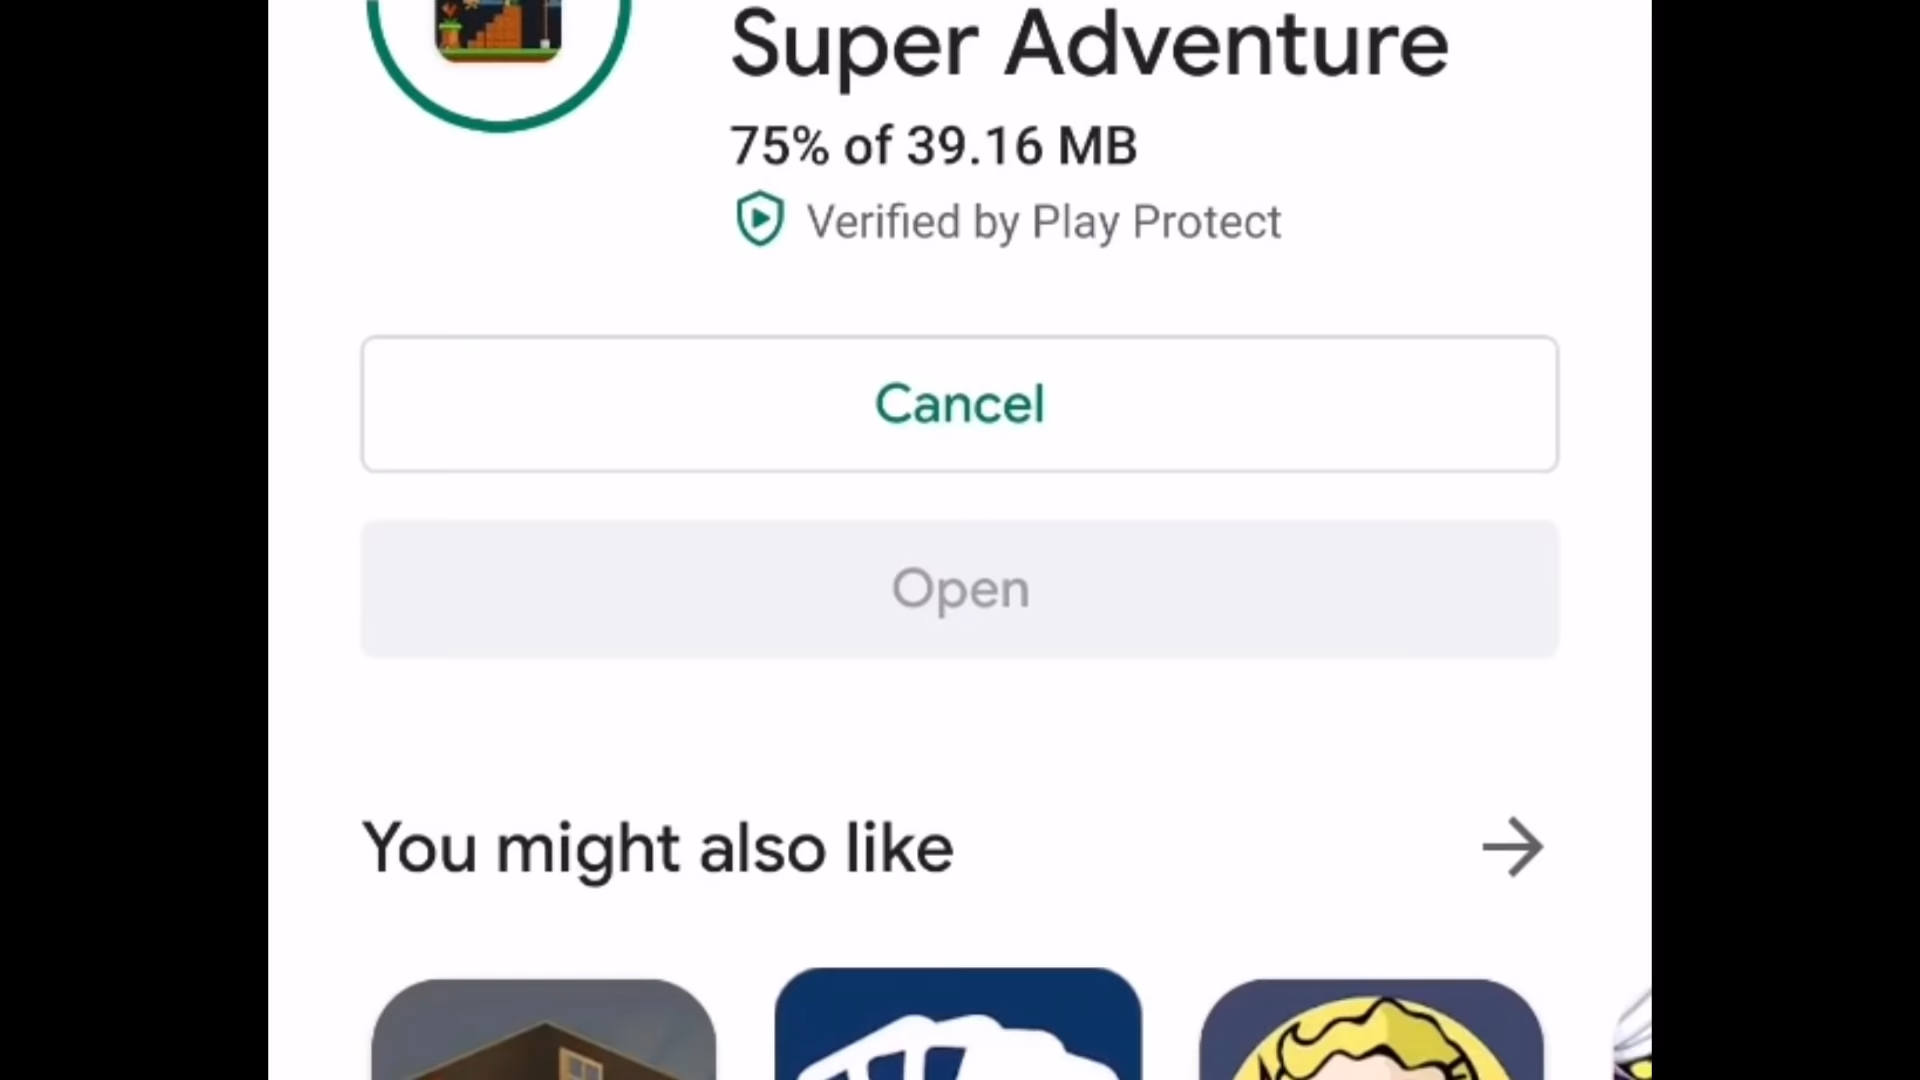 Super Adventure
75% of 39.16 MB
Verified by Play Protect
Cancel
Open
You might also like